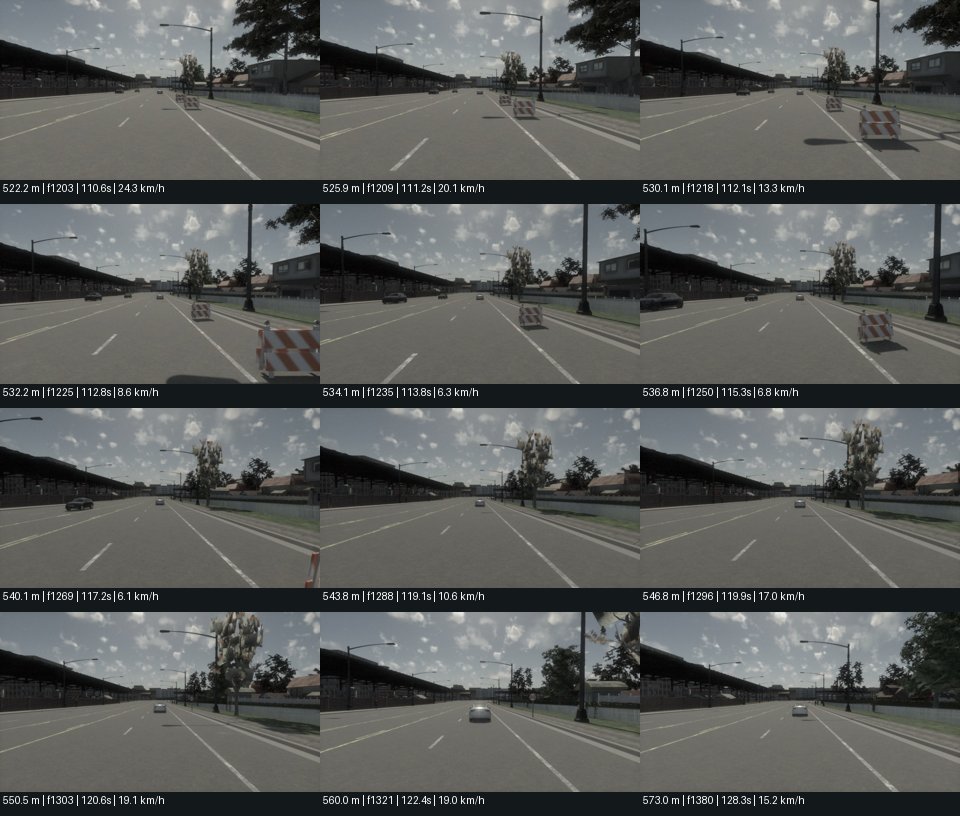 522.2 m | f1203 | 110.6s | 24.3 km/h
525.9 m | f1209 | 111.2s | 20.1 km/h
530.1 m | f1218 | 112.1s | 13.3 km/h
532.2 m | f1225 | 112.8s | 8.6 km/h
534.1 m | f1235 | 113.8s | 6.3 km/h
536.8 m | f1250 | 115.3s | 6.8 km/h
540.1 m | f1269 | 117.2s | 6.1 km/h
543.8 m | f1288 | 119.1s | 10.6 km/h
546.8 m | f1296 | 119.9s | 17.0 km/h
550.5 m | f1303 | 120.6s | 19.1 km/h
560.0 m | f1321 | 122.4s | 19.0 km/h
573.0 m | f1380 | 128.3s | 15.2 km/h